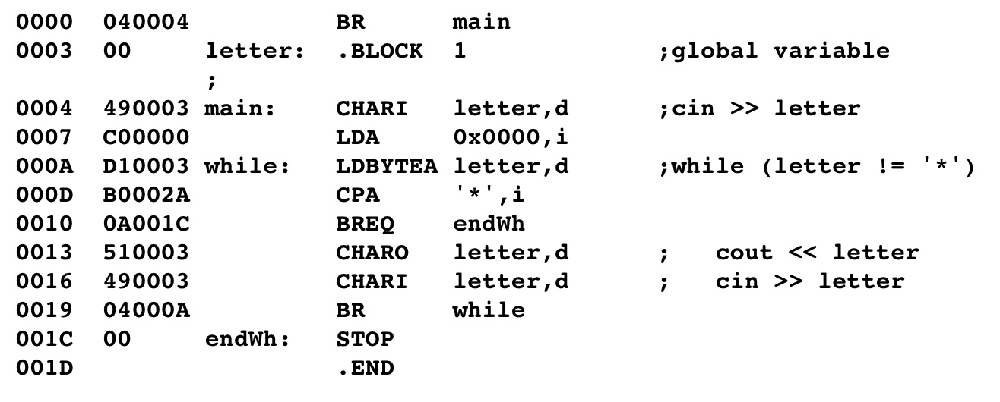 0000  040004           BR      main
0003  00      letter:  .BLOCK  1             ;global variable
              ;
0004  490003  main:    CHARI   letter,d      ;cin >> letter
0007  C00000           LDA     0x0000,i
000A  D10003  while:   LDBYTEA letter,d      ;while (letter != '*')
000D  B0002A           CPA     '*',i
0010  0A001C           BREQ    endWh
0013  510003           CHARO   letter,d      ;   cout << letter
0016  490003           CHARI   letter,d      ;   cin >> letter
0019  04000A           BR      while
001C  00      endWh:   STOP
001D                   .END